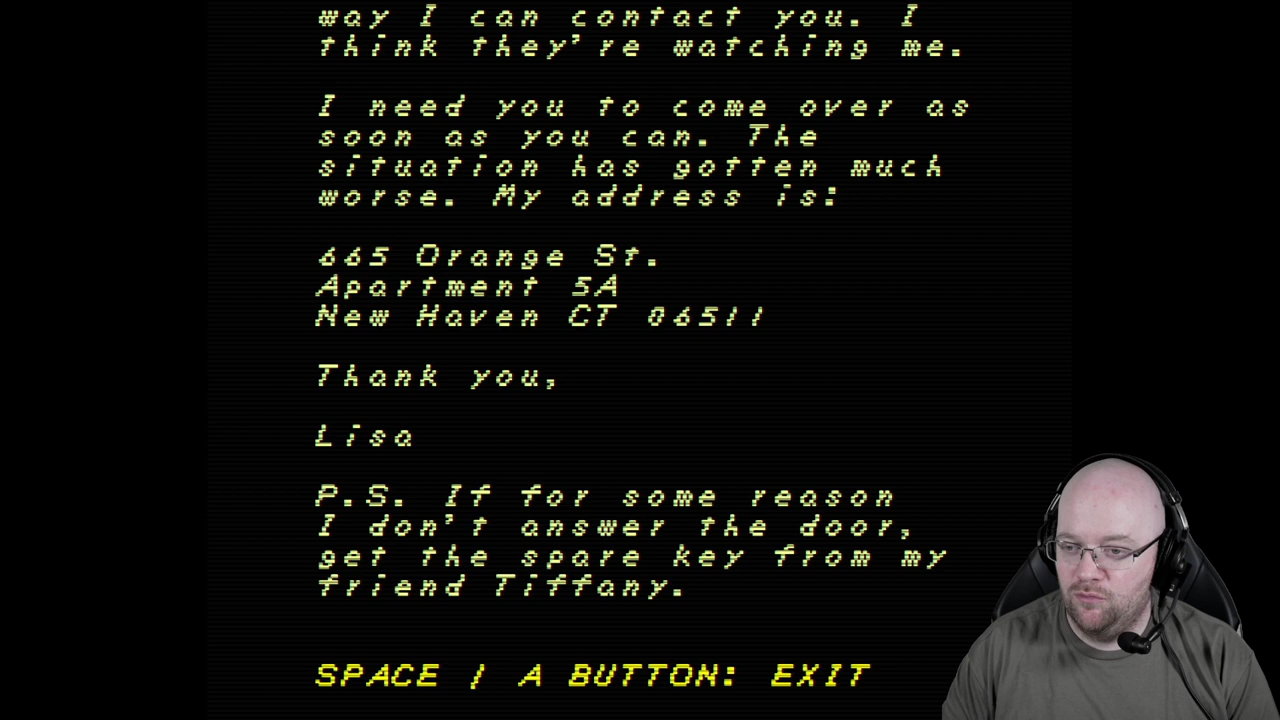 way I can contact you. I
think they're watching me.
I need you to come over as
soon as you can. The
situation has gotten much
worse. My address is:
665 Orange St.
Apartment 5A
New Haven CT 06511
Thank you,
Lisa
P.S. If for some reason
I don't answer the door,
get the spare key from my
friend Tiffany.
SPACE / A BUTTON: EXIT